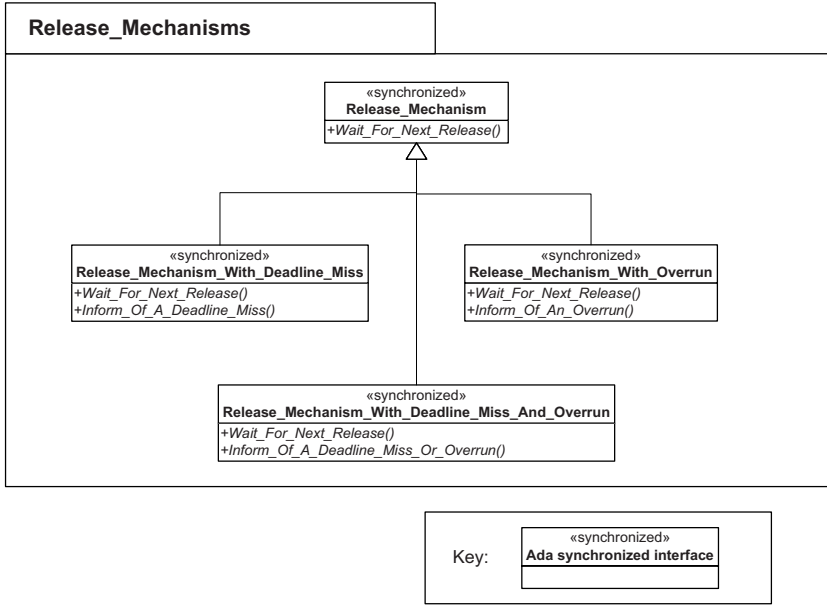 Release_Mechanisms
«synchronized»
Release_Mechanism
+Wait_For_Next_Release()
«synchronized»
Release_Mechanism_With_Deadline_Miss
+Wait_For_Next_Release()
+Inform_Of_A_Deadline_Miss()
«synchronized»
Release_Mechanism_With_Overrun
+Wait_For_Next_Release()
+Inform_Of_An_Overrun()
«synchronized»
Release_Mechanism_With_Deadline_Miss_And_Overrun
+Wait_For_Next_Release()
+Inform_Of_A_Deadline_Miss_Or_Overrun()
Key:
«synchronized»
Ada synchronized interface